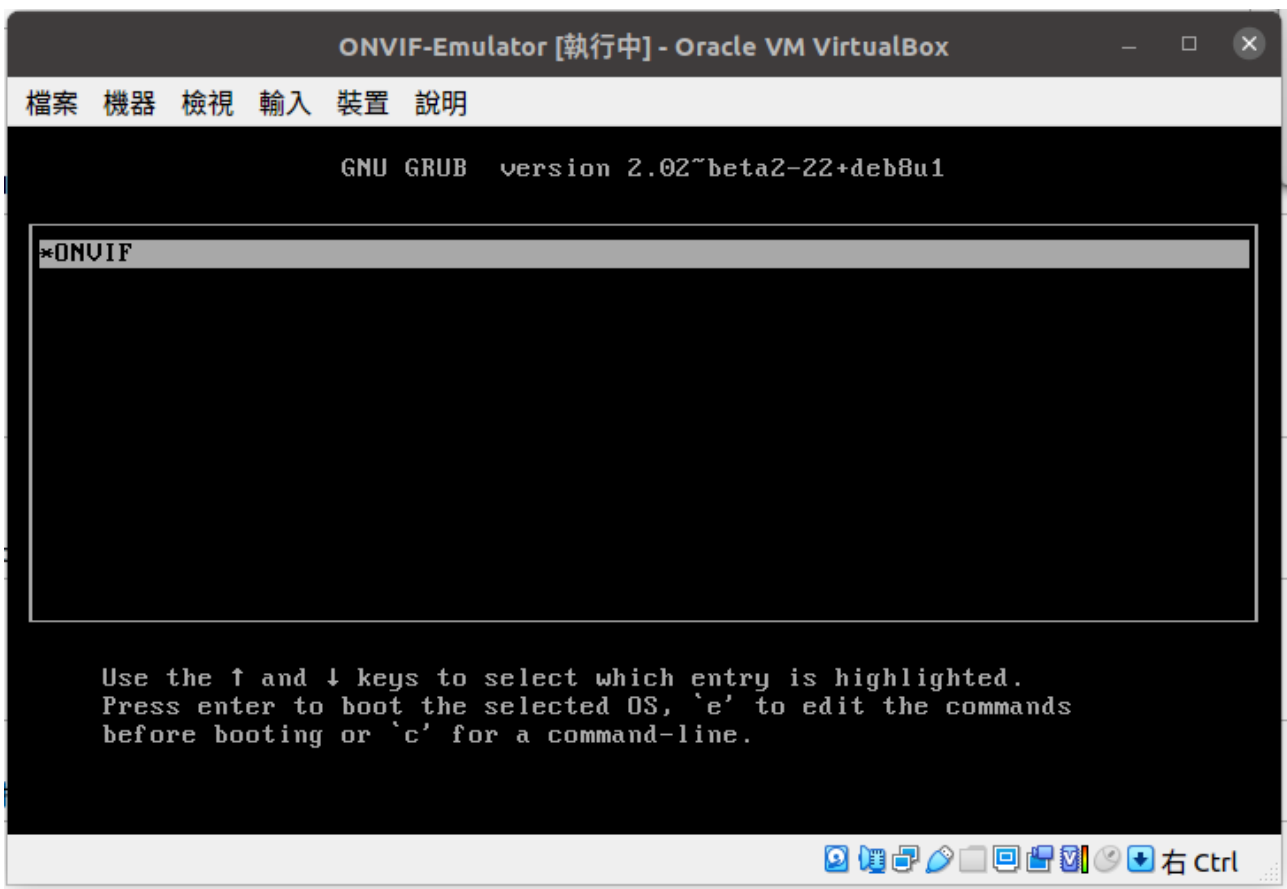 ONVIF-Emulator [執行中] - Oracle VM VirtualBox
檔案 機器 檢視 輸入 裝置 說明
GNU GRUB version 2.02~beta2-22+deb8u1
*ONVIF
Use the ↑ and ↓ keys to select which entry is highlighted.
Press enter to boot the selected OS, `e' to edit the commands
before booting or `c' for a command-line.
右 Ctrl